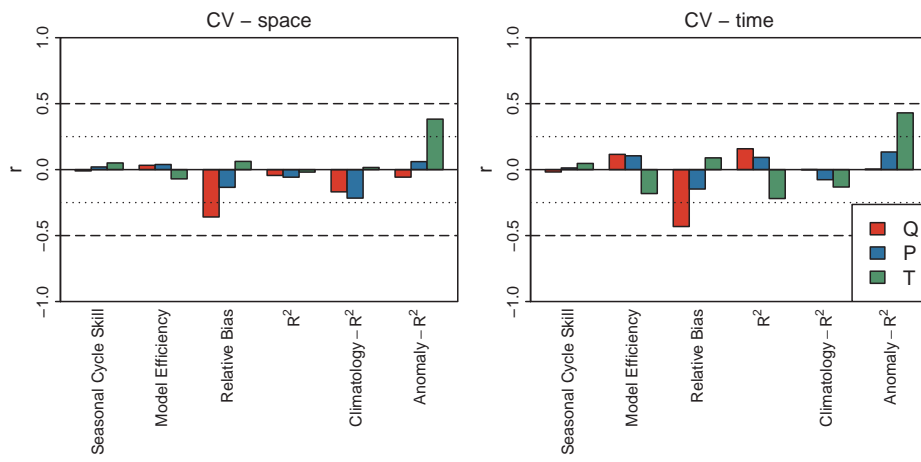 CV – space
r
1.0
0.5
0.0
−0.5
−1.0
Seasonal Cycle Skill
Model Efficiency
Relative Bias
R²
Climatology – R²
Anomaly – R²
CV – time
r
1.0
0.5
0.0
−0.5
−1.0
Q
P
T
Seasonal Cycle Skill
Model Efficiency
Relative Bias
R²
Climatology – R²
Anomaly – R²